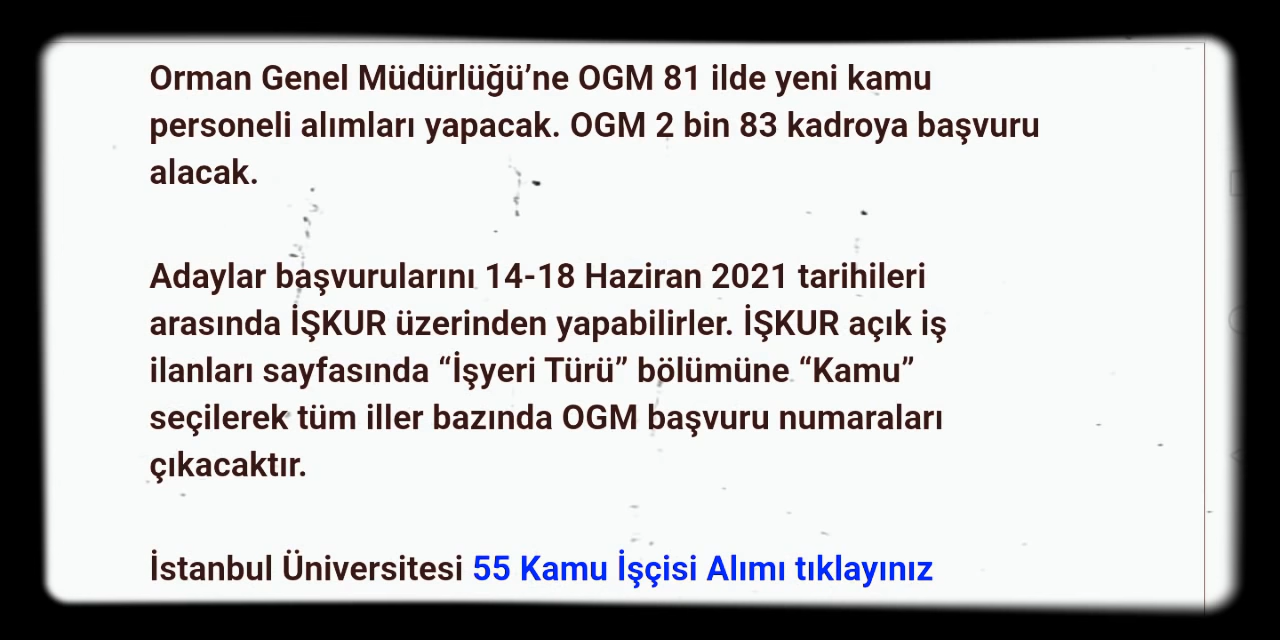 Orman Genel Müdürlüğü’ne OGM 81 ilde yeni kamu
personeli alımları yapacak. OGM 2 bin 83 kadroya başvuru
alacak.
Adaylar başvurularını 14-18 Haziran 2021 tarihileri
arasında İŞKUR üzerinden yapabilirler. İŞKUR açık iş
ilanları sayfasında “İşyeri Türü” bölümüne “Kamu”
seçilerek tüm iller bazında OGM başvuru numaraları
çıkacaktır.
İstanbul Üniversitesi 55 Kamu İşçisi Alımı tıklayınız